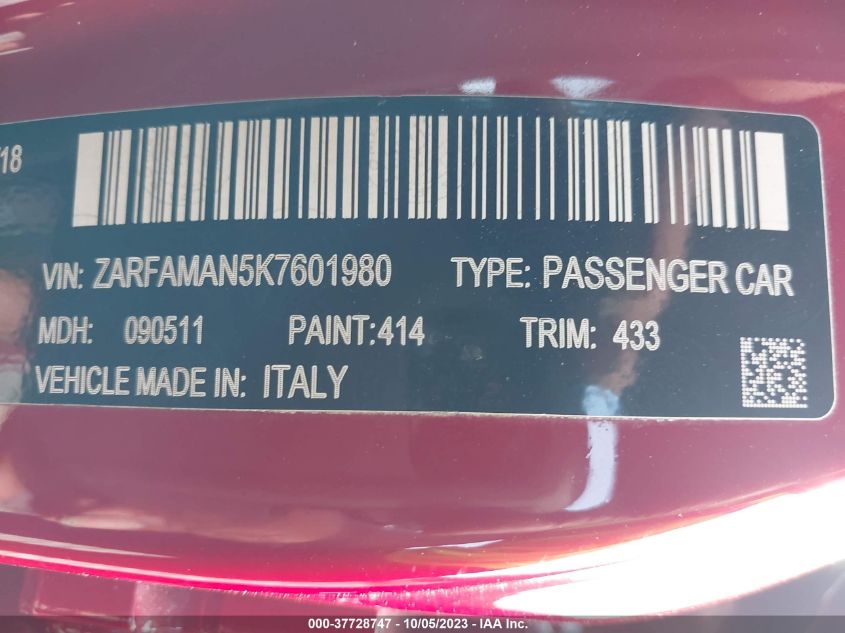 /18
VIN: ZARFAMAN5K7601980 TYPE: PASSENGER CAR
MDH: 090511 PAINT:414 TRIM: 433
VEHICLE MADE IN: ITALY
000-37728747 - 10/05/2023 - IAA Inc.